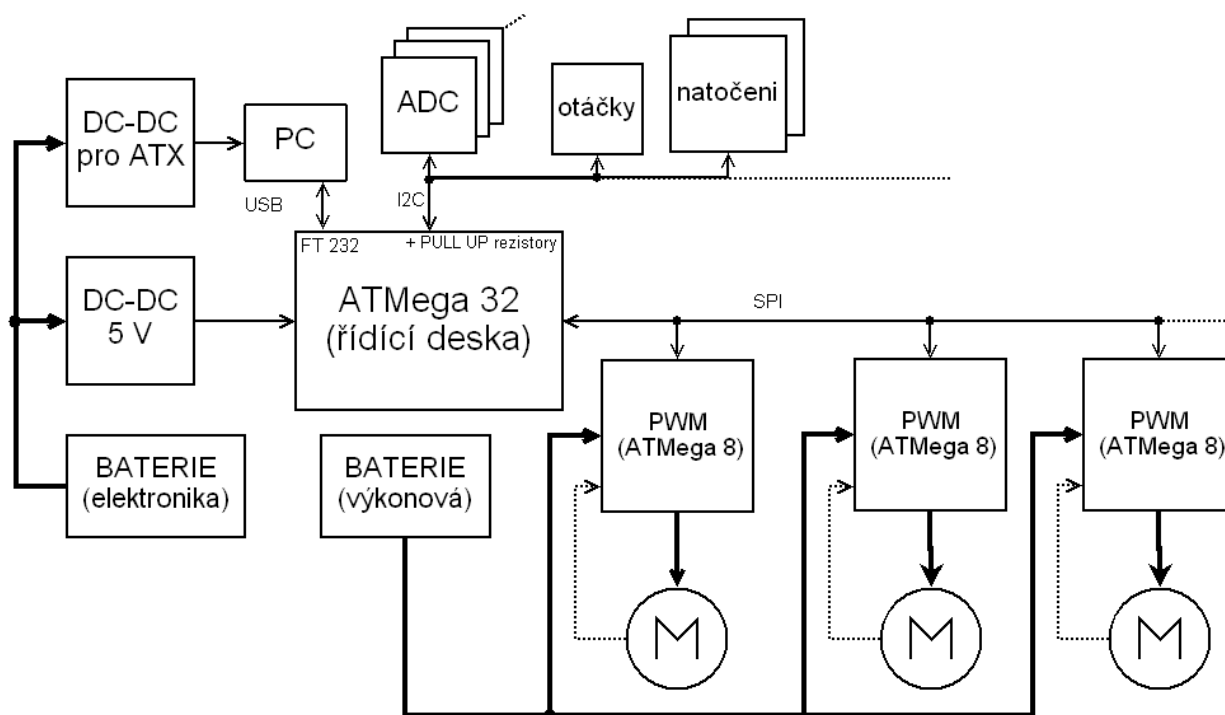 ADC
otáčky
natočeni
DC-DC
pro ATX
PC
USB
I2C
FT 232
+ PULL UP rezistory
DC-DC
5 V
ATMega 32
(řídící deska)
SPI
BATERIE
(elektronika)
BATERIE
(výkonová)
PWM
(ATMega 8)
PWM
(ATMega 8)
PWM
(ATMega 8)
M
M
M